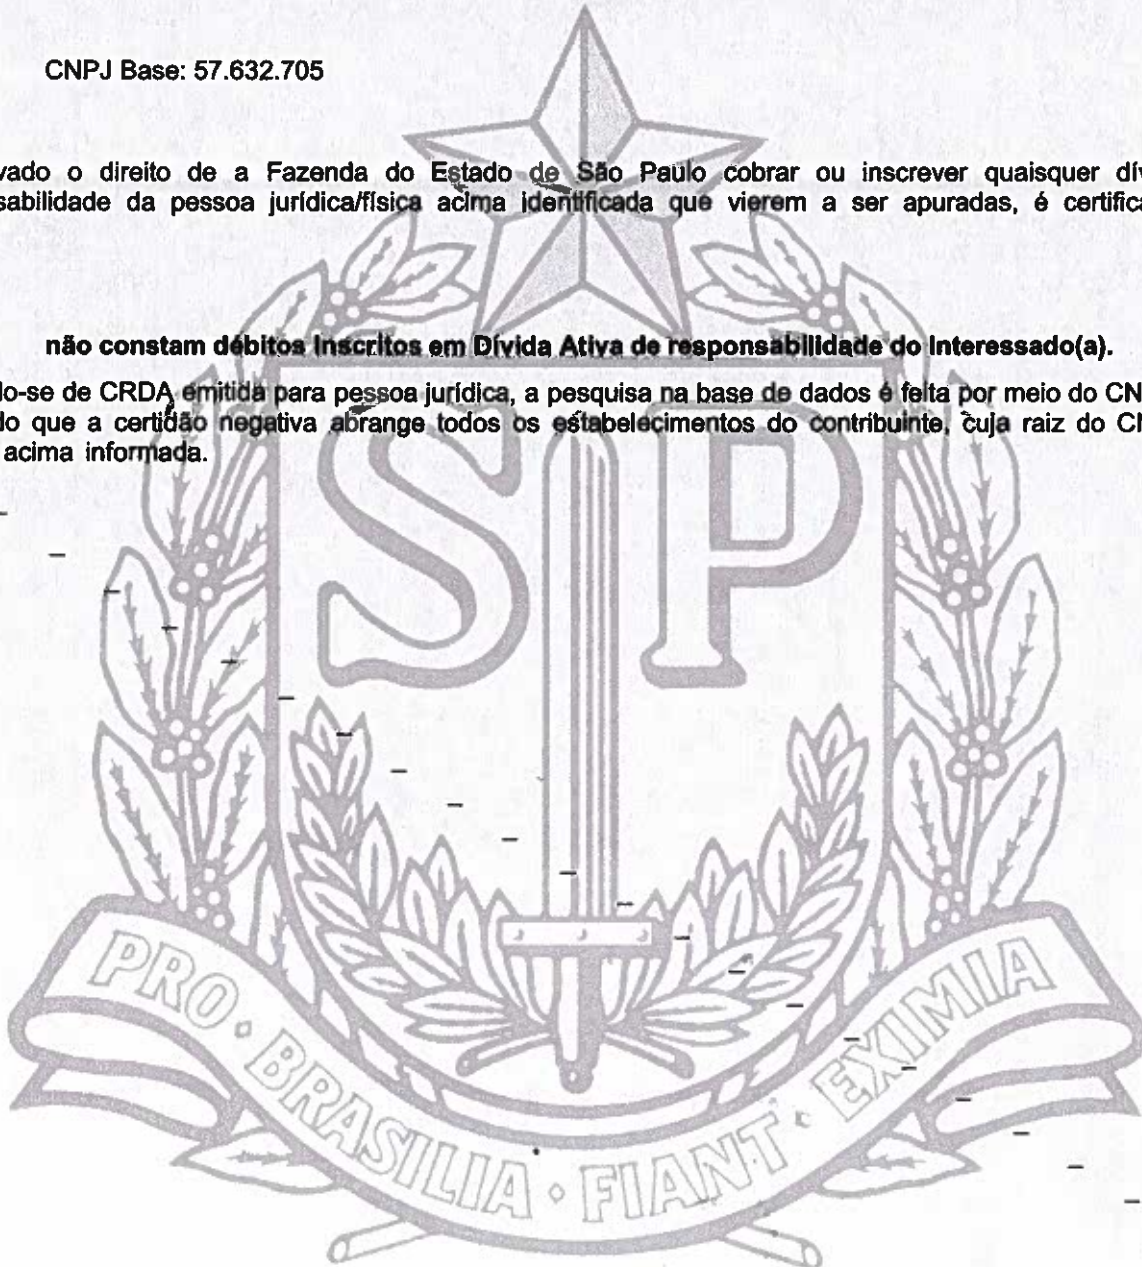 CNPJ Base: 57.632.705
vado o direito de a Fazenda do Estado de São Paulo cobrar ou inscrever quaisquer dív
sabilidade da pessoa jurídica/física acima identificada que vierem a ser apuradas, é certifica
não constam débitos inscritos em Dívida Ativa de responsabilidade do Interessado(a).
do-se de CRDA emitida para pessoa jurídica, a pesquisa na base de dados é feita por meio do CN
do que a certidão negativa abrange todos os estabelecimentos do contribuinte, cuja raiz do C
acima informada.
SP
PRO · BRASILIA · FIANT · EXIMIA